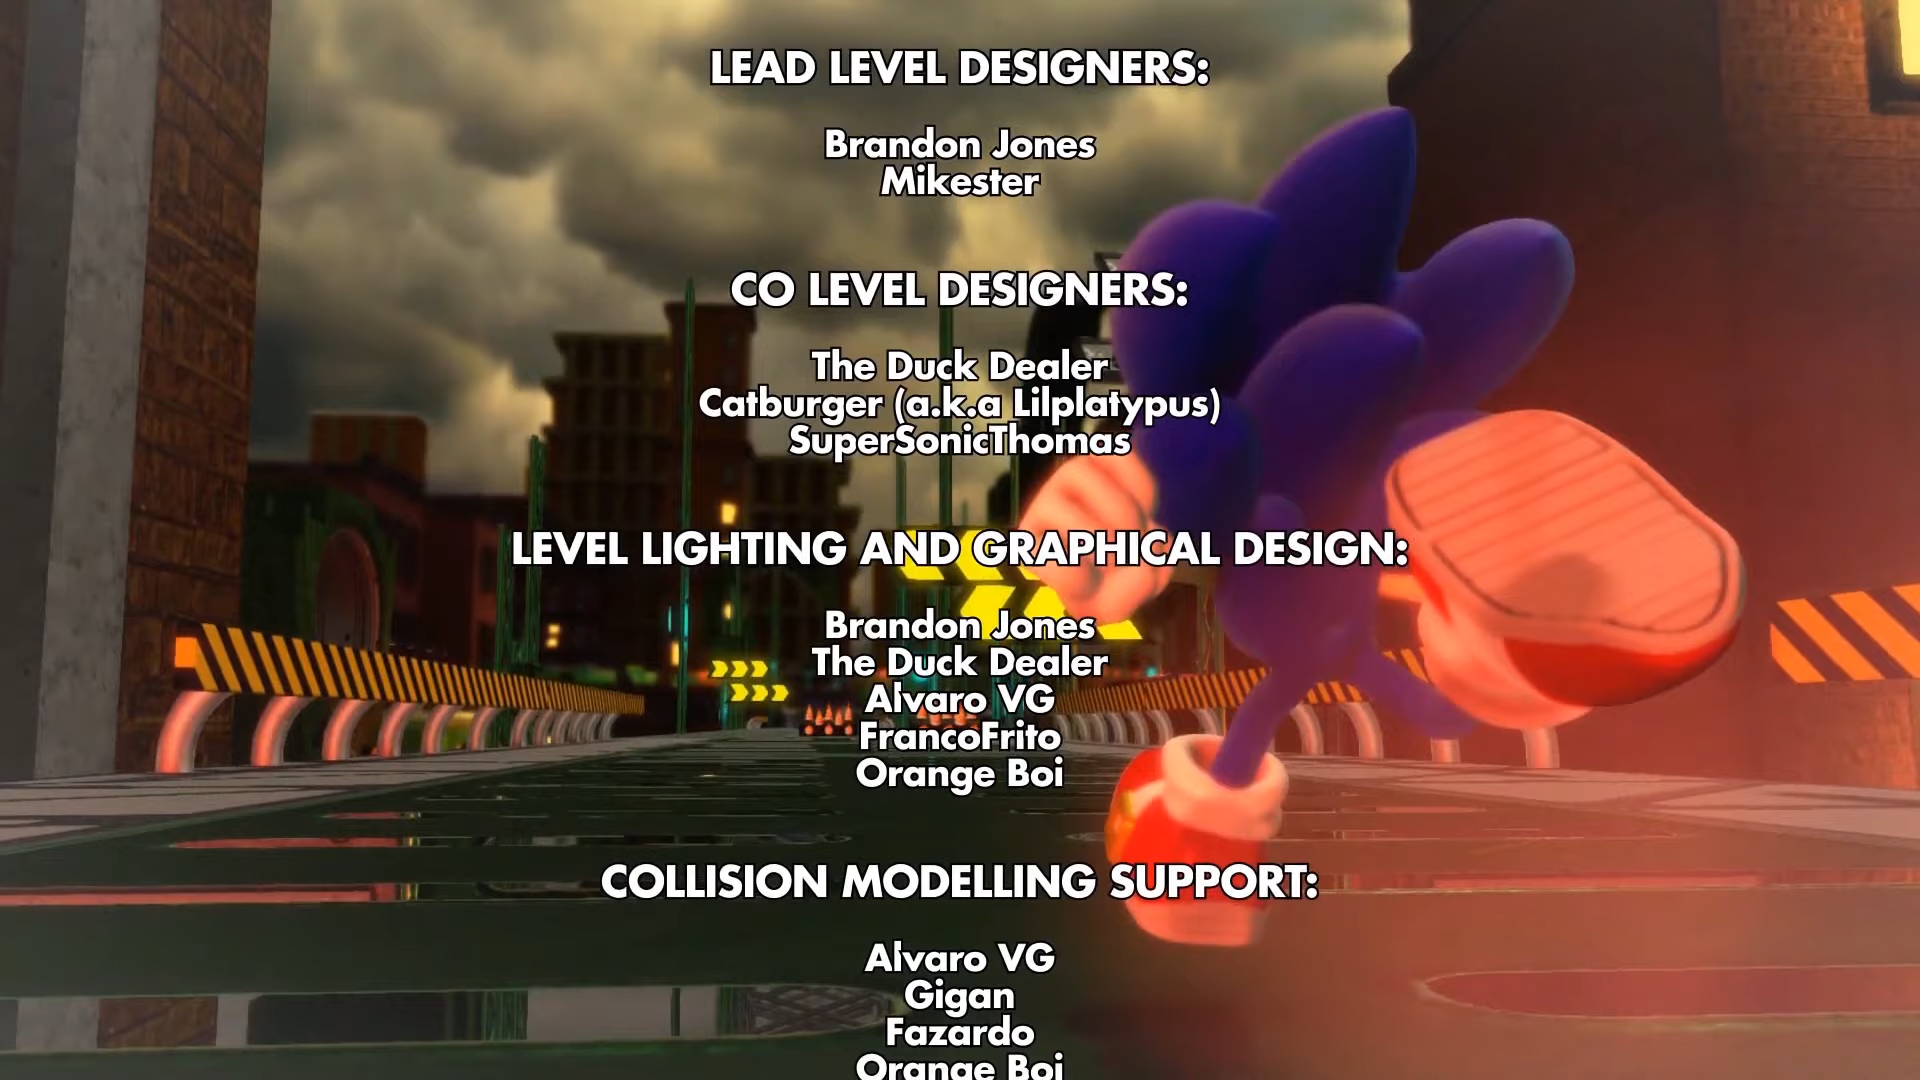 LEAD LEVEL DESIGNERS:
Brandon Jones
Mikester
CO LEVEL DESIGNERS:
The Duck Dealer
Catburger (a.k.a Lilplatypus)
SuperSonicThomas
LEVEL LIGHTING AND GRAPHICAL DESIGN:
Brandon Jones
The Duck Dealer
Alvaro VG
FrancoFrito
Orange Boi
COLLISION MODELLING SUPPORT:
Alvaro VG
Gigan
Fazardo
Orange Boi